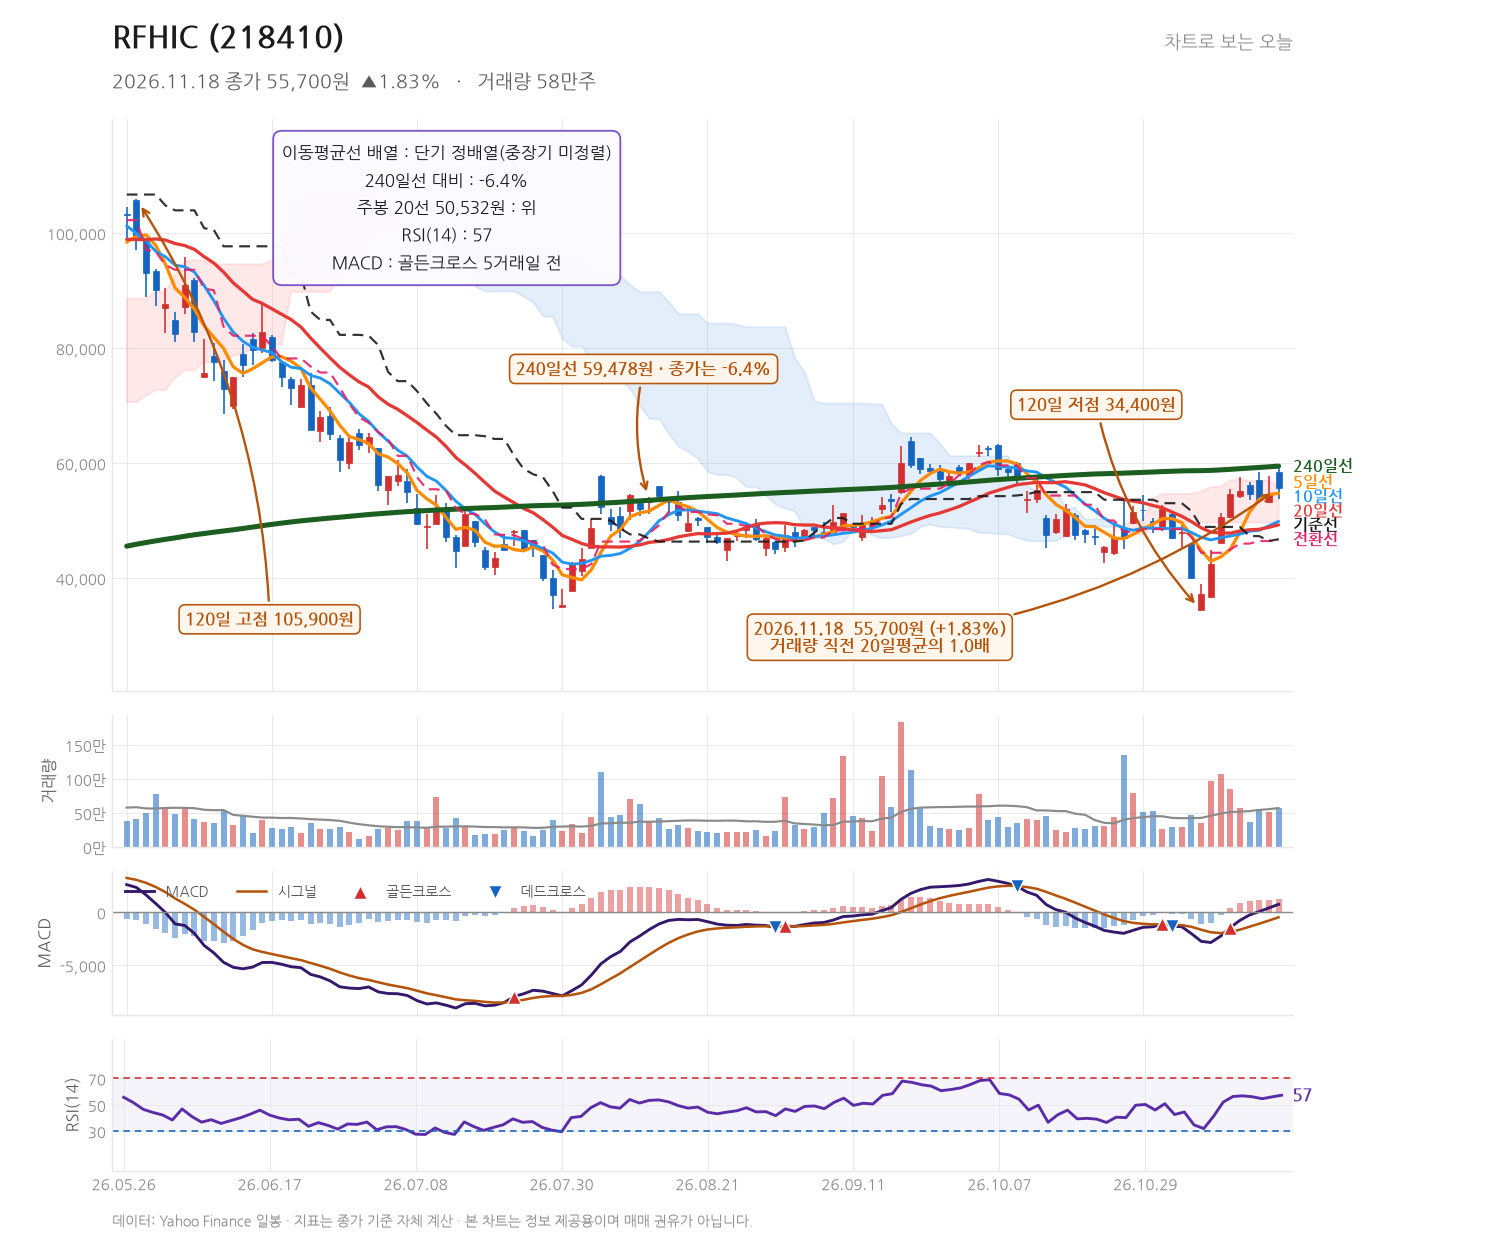 RFHIC (218410)
차트로 보는 오늘
2026.11.18 종가 55,700원 ▲1.83% · 거래량 58만주
이동평균선 배열 : 단기 정배열(중장기 미정렬)
240일선 대비 : -6.4%
주봉 20선 50,532원 : 위
RSI(14) : 57
MACD : 골든크로스 5거래일 전
100,000
80,000
60,000
40,000
240일선 59,478원 · 종가는 -6.4%
120일 저점 34,400원
120일 고점 105,900원
2026.11.18 55,700원 (+1.83%)
거래량 직전 20일평균의 1.0배
240일선
5일선
10일선
20일선
기준선
전환선
거래량
150만
100만
50만
0만
MACD
MACD 시그널 ▲ 골든크로스 ▼ 데드크로스
0
-5,000
RSI(14)
70
50
30
57
26.05.26 26.06.17 26.07.08 26.07.30 26.08.21 26.09.11 26.10.07 26.10.29
데이터: Yahoo Finance 일봉 · 지표는 종가 기준 자체 계산 · 본 차트는 정보 제공용이며 매매 권유가 아닙니다.